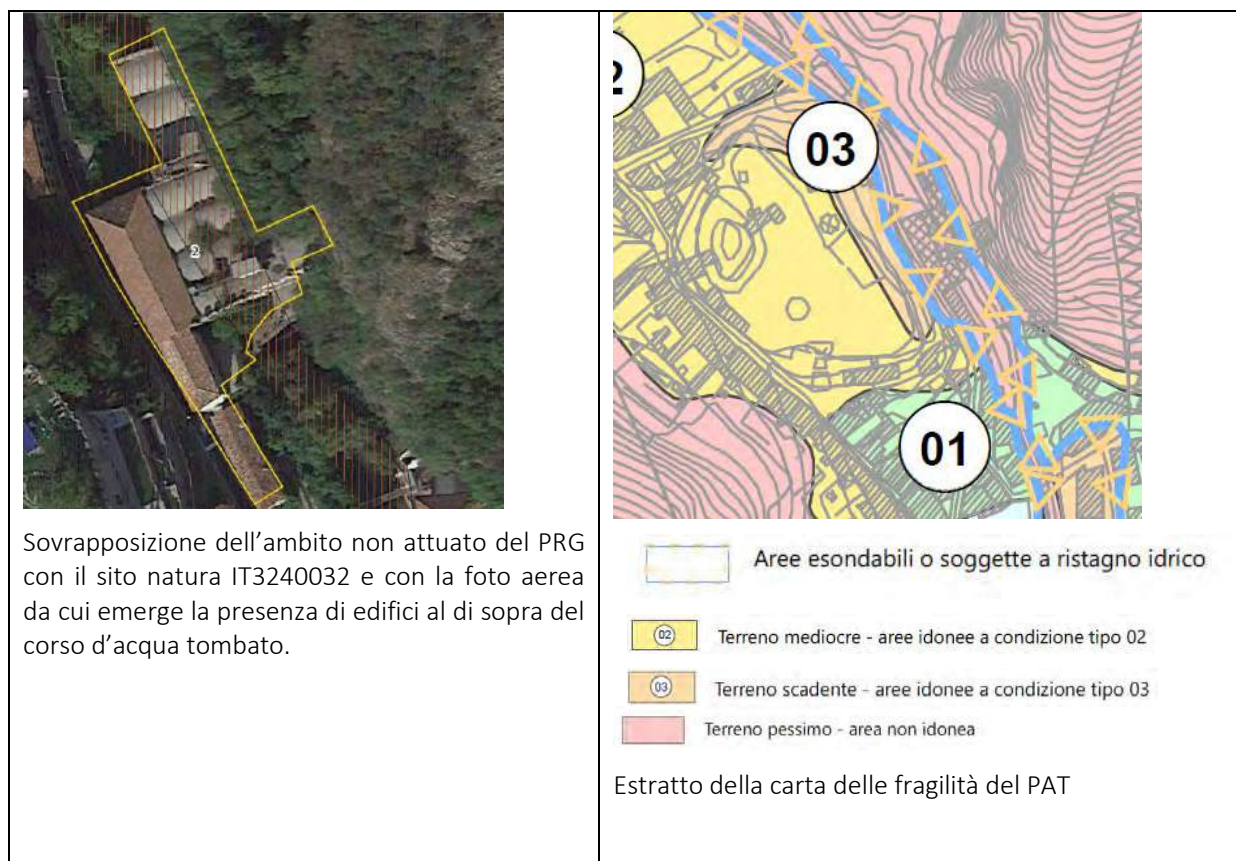 2
Sovrapposizione dell’ambito non attuato del PRG
con il sito natura IT3240032 e con la foto aerea
da cui emerge la presenza di edifici al di sopra del
corso d’acqua tombato.
2
03
01
Aree esondabili o soggette a ristagno idrico
02 Terreno mediocre - aree idonee a condizione tipo 02
03 Terreno scadente - aree idonee a condizione tipo 03
Terreno pessimo - area non idonea
Estratto della carta delle fragilità del PAT